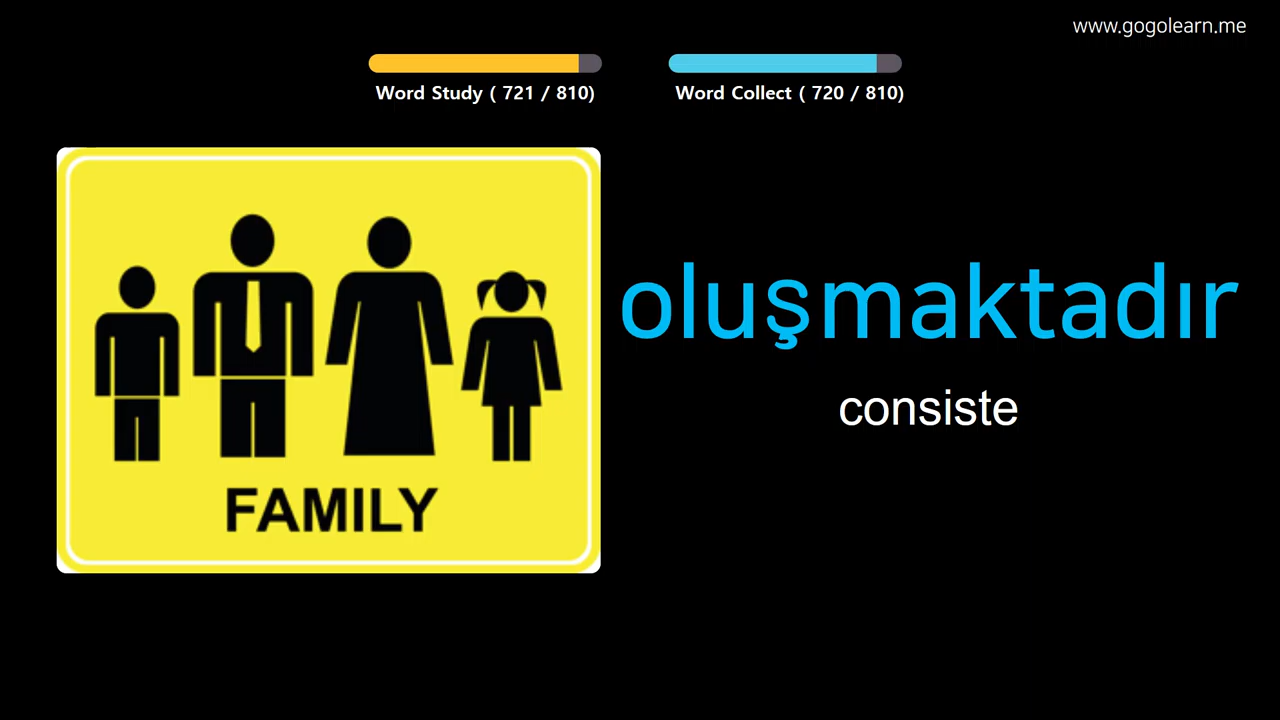 www.gogolearn.me
Word Study ( 721 / 810)
Word Collect ( 720 / 810)
oluşmaktadır
consiste
FAMILY